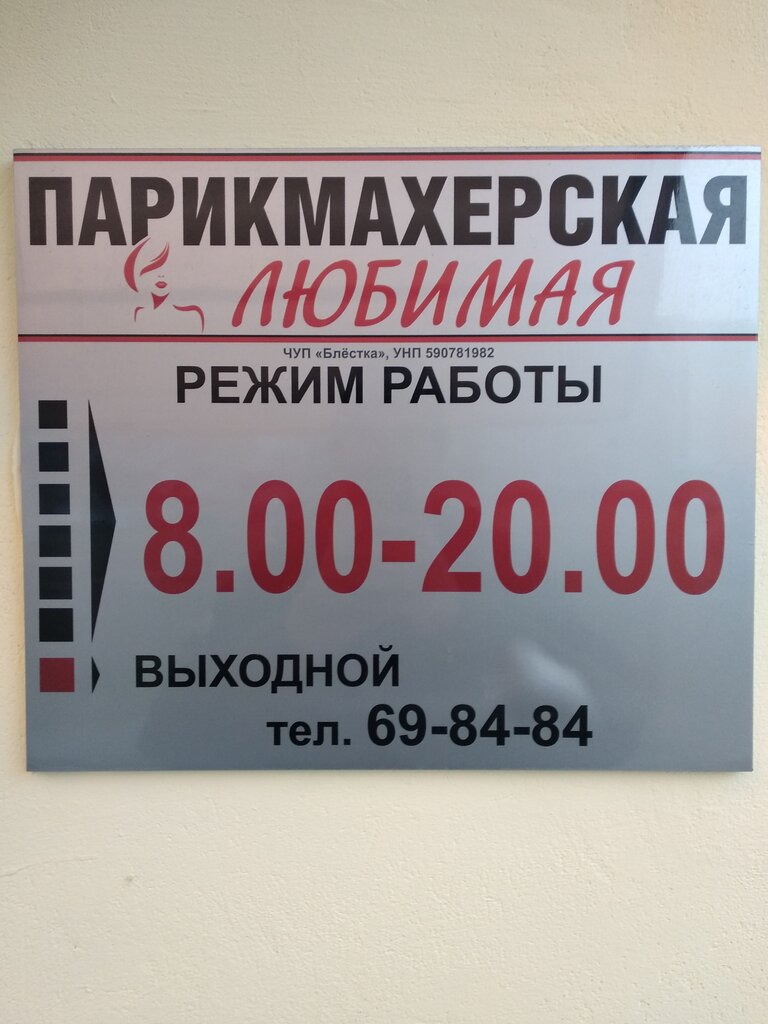 ПАРИКМАХЕРСКАЯ
ЛЮБИМАЯ
ЧУП «Блёстка», УНП 590781982
РЕЖИМ РАБОТЫ
8.00-20.00
ВЫХОДНОЙ
тел. 69-84-84